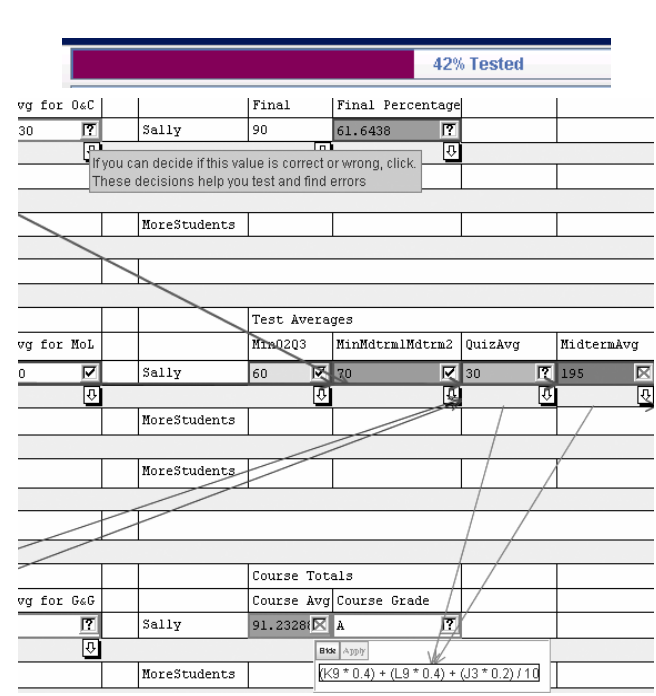 42% Tested
vg for O&C Final Final Percentage
30 ? Sally 90 61.6438 ?
If you can decide if this value is correct or wrong, click.
These decisions help you test and find errors
MoreStudents
Test Averages
vg for MoL MinQ2Q3 MinMdtrm1Mdtrm2 QuizAvg MidtermAvg
0 Sally 60 70 30 ? 195
MoreStudents
MoreStudents
Course Totals
vg for G&G Course Avg Course Grade
? Sally 91.2328 A ?
Hide Apply
MoreStudents (K9 * 0.4) + (L9 * 0.4) + (J3 * 0.2) / 10